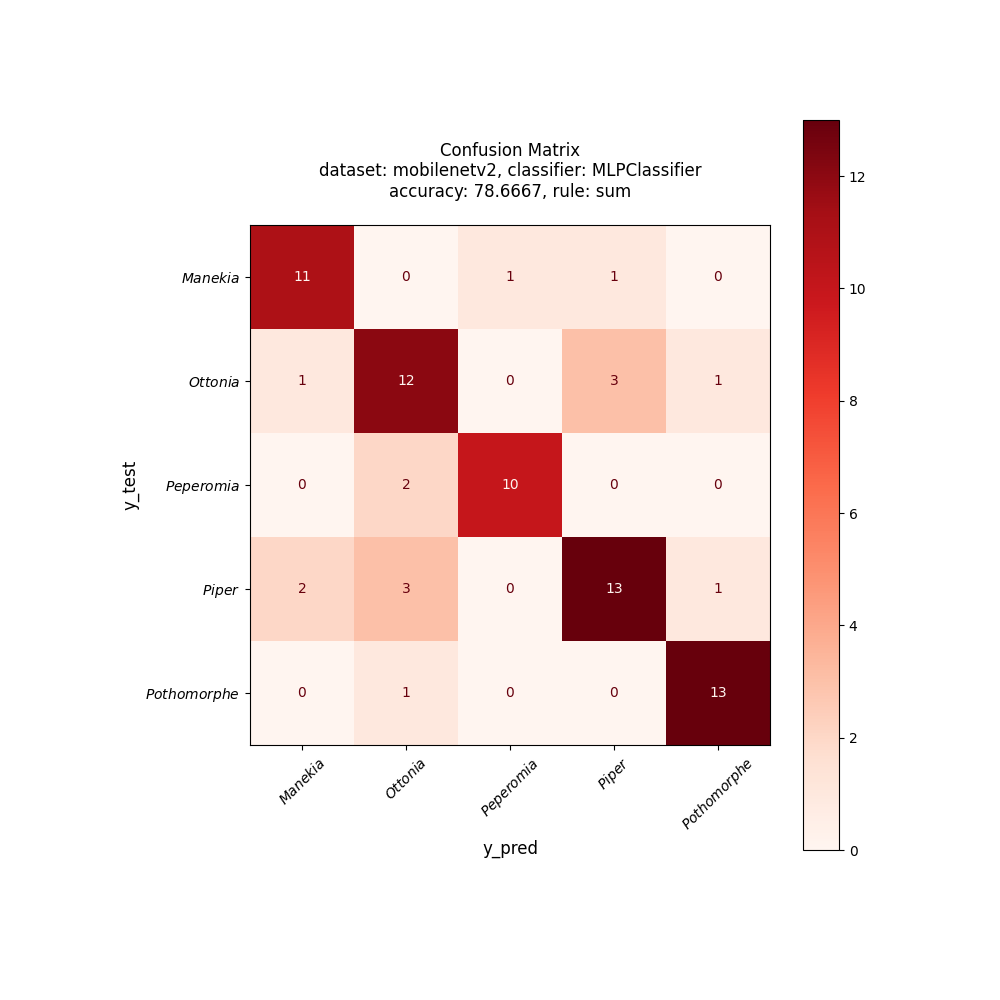 Confusion Matrix
dataset: mobilenetv2, classifier: MLPClassifier
accuracy: 78.6667, rule: sum
Manekia 11 0 1 1 0
Ottonia 1 12 0 3 1
Peperomia 0 2 10 0 0
Piper 2 3 0 13 1
Pothomorphe 0 1 0 0 13
y_test
Manekia Ottonia Peperomia Piper Pothomorphe
y_pred
12
10
8
6
4
2
0